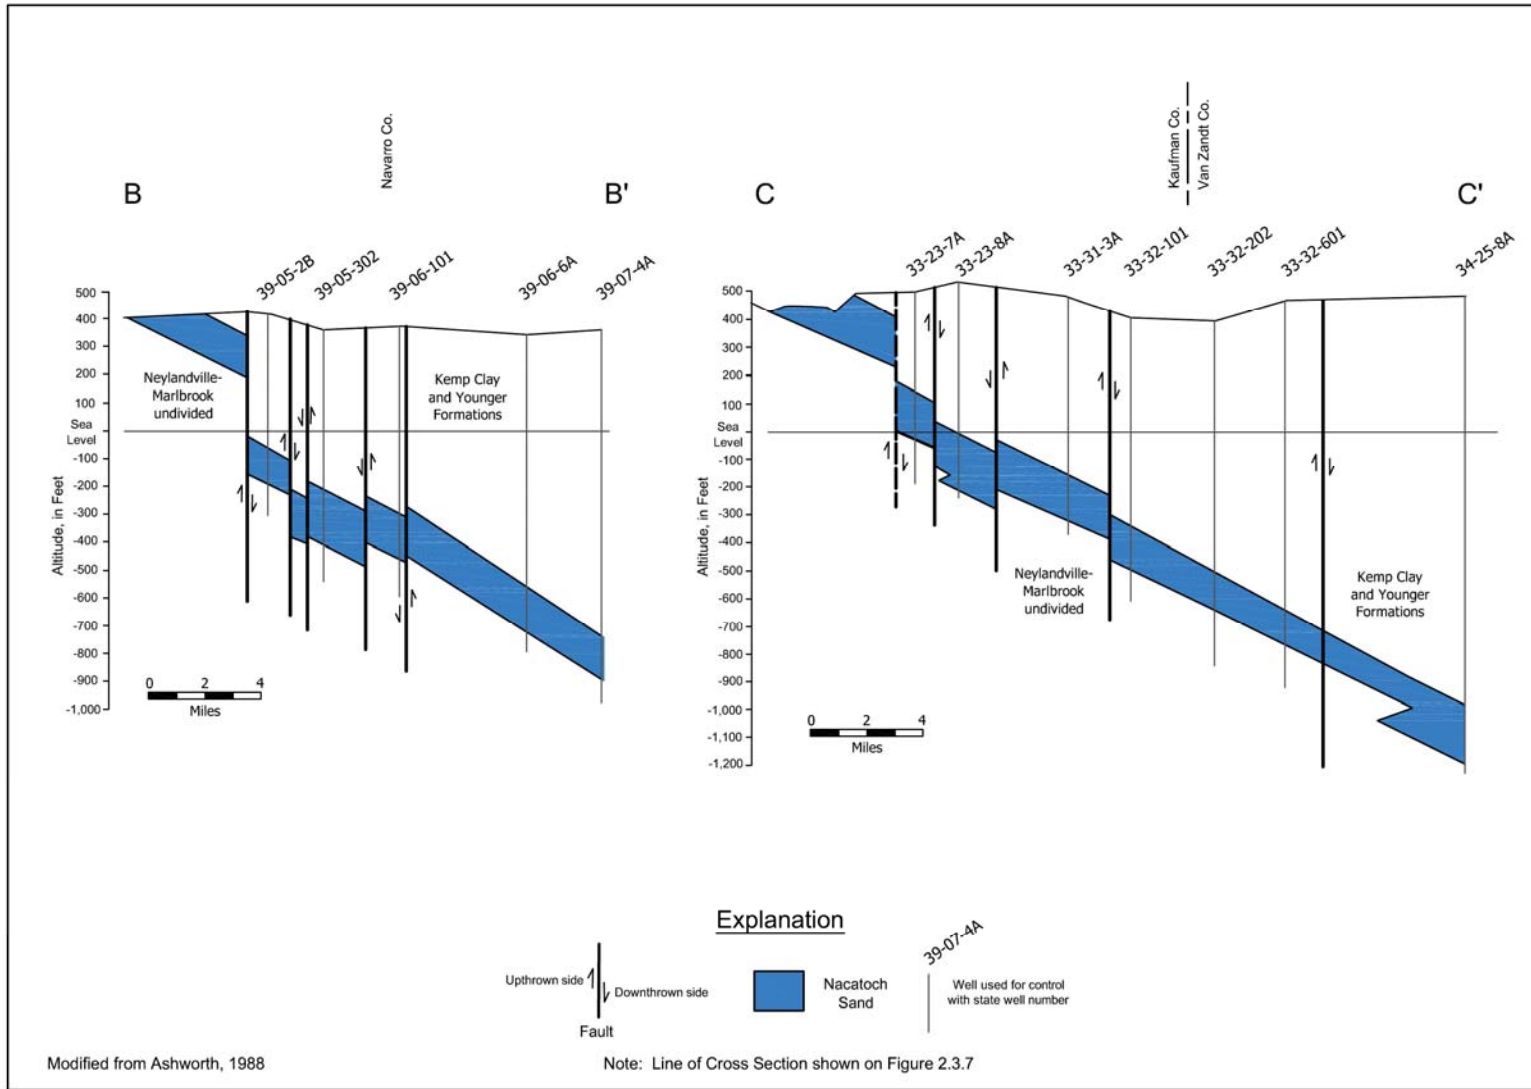 Navarro Co.
Kaufman Co.
Van Zandt Co.
B
B'
C
C'
39-05-2B
39-05-302
39-06-101
39-06-6A
39-07-4A
33-23-7A
33-23-8A
33-31-3A
33-32-101
33-32-202
33-32-601
34-25-8A
Altitude, in Feet
500
400
300
200
100
Sea
Level
-100
-200
-300
-400
-500
-600
-700
-800
-900
-1,000
Neylandville-
Marlbrook
undivided
Kemp Clay
and Younger
Formations
0 2 4
Miles
Altitude, in Feet
500
400
300
200
100
Sea
Level
-100
-200
-300
-400
-500
-600
-700
-800
-900
-1,000
-1,100
-1,200
Neylandville-
Marlbrook
undivided
Kemp Clay
and Younger
Formations
0 2 4
Miles
Explanation
Upthrown side
Downthrown side
Fault
Nacatoch
Sand
39-07-4A
Well used for control
with state well number
Modified from Ashworth, 1988
Note: Line of Cross Section shown on Figure 2.3.7